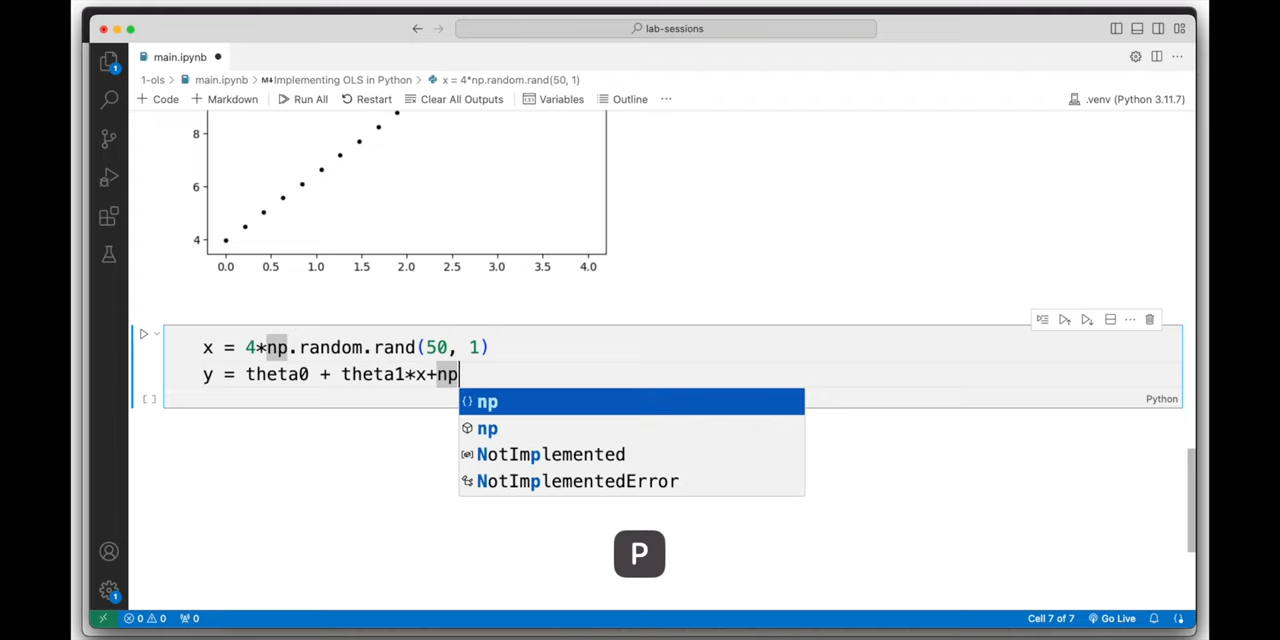 lab-sessions
main.ipynb
1-ols > main.ipynb > M↓Implementing OLS in Python > x = 4*np.random.rand(50, 1)
+ Code + Markdown Run All Restart Clear All Outputs Variables Outline ... .venv (Python 3.11.7)
8
6
4
0.0 0.5 1.0 1.5 2.0 2.5 3.0 3.5 4.0
x = 4*np.random.rand(50, 1)
y = theta0 + theta1*x+np
[ ] Python
np
np
NotImplemented
NotImplementedError
P
1
1
0 0 0 Cell 7 of 7 Go Live